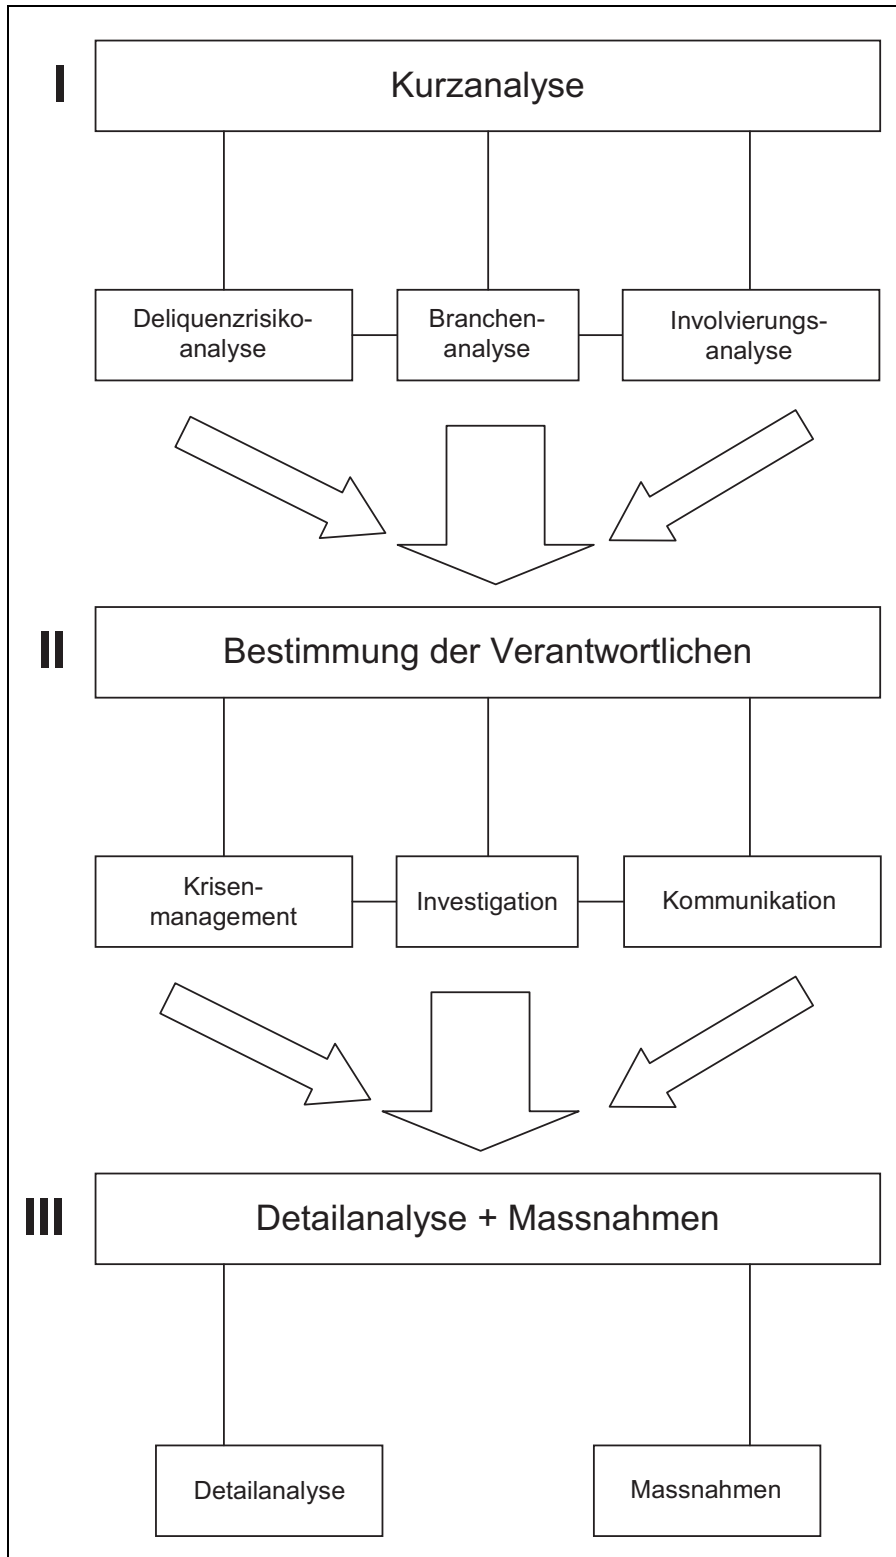 I
Kurzanalyse
Deliquenzrisiko-
analyse
Branchen-
analyse
Involvierungs-
analyse
II
Bestimmung der Verantwortlichen
Krisen-
management
Investigation
Kommunikation
III
Detailanalyse + Massnahmen
Detailanalyse
Massnahmen